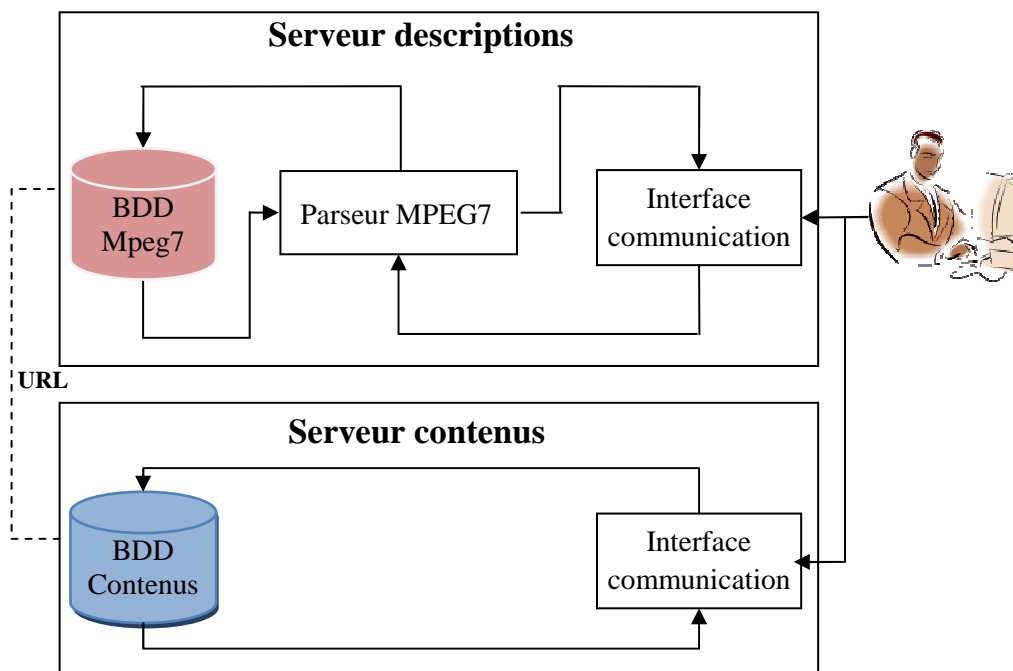 Serveur descriptions
BDD
Mpeg7
Parseur MPEG7
Interface
communication
URL
Serveur contenus
BDD
Contenus
Interface
communication